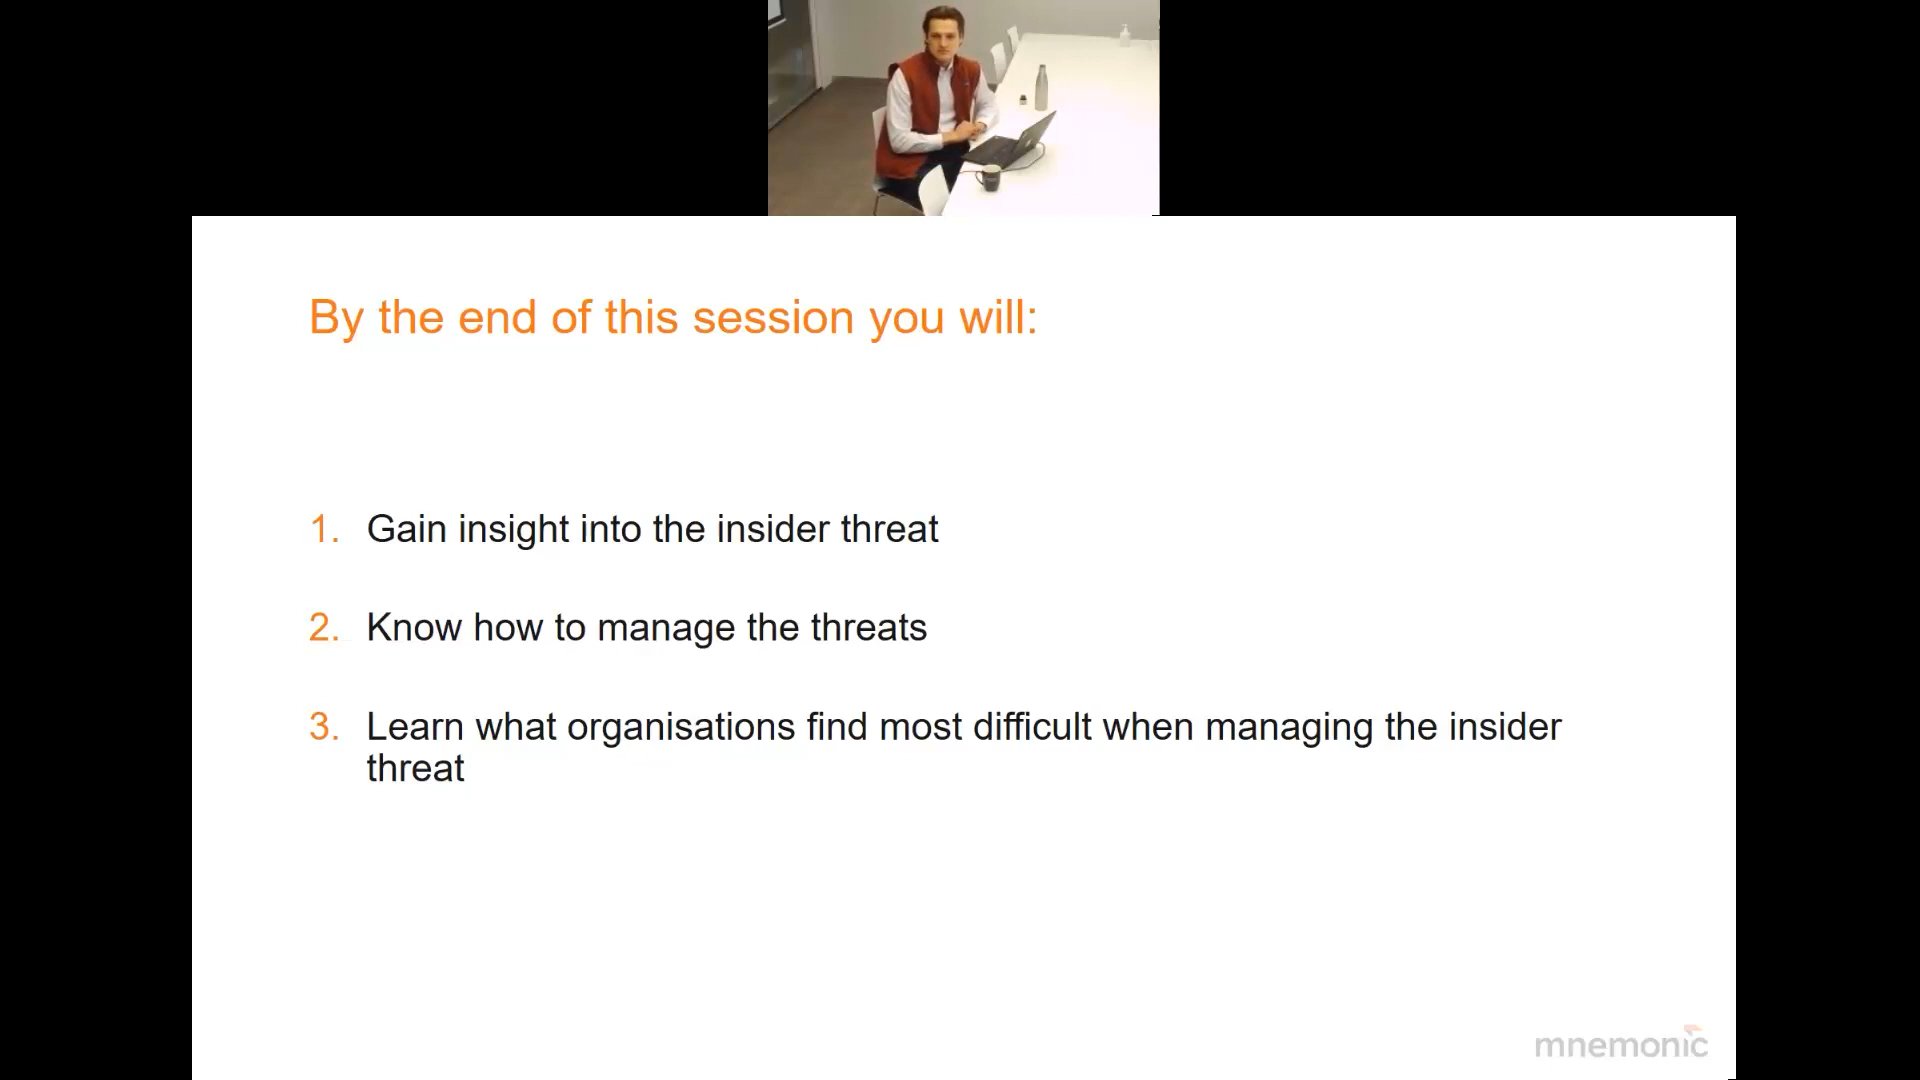 By the end of this session you will:
1. Gain insight into the insider threat
2. Know how to manage the threats
3. Learn what organisations find most difficult when managing the insider
threat
mnemonic